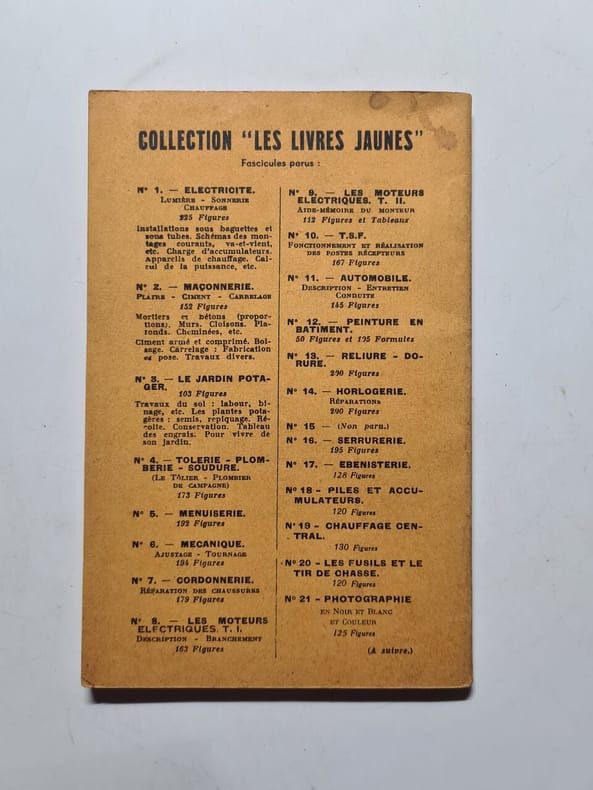 COLLECTION "LES LIVRES JAUNES"
Fascicules parus :
N° 1. — ELECTRICITE.
LUMIÈRE - SONNERIE
CHAUFFAGE
225 Figures
Installations sous baguettes et
sous tubes. Schémas des mon-
tages courants, va-et-vient,
etc. Charge d'accumulateurs.
Appareils de chauffage. Cal-
cul de la puissance, etc.
N° 2. — MAÇONNERIE.
PLATRE - CIMENT - CARRELAGE
152 Figures
Mortiers et bétons (propor-
tions), Murs. Cloisons. Pla-
fonds. Cheminées, etc.
Ciment armé et comprimé. Boi-
sage. Carrelage : Fabrication
et pose. Travaux divers.
N° 3. — LE JARDIN POTA-
GER.
103 Figures
Travaux du sol : labour, bi-
nage, etc. Les plantes pota-
gères : semis, repiquage. Ré-
colte. Conservation. Tableau
des engrais. Pour vivre de
son jardin.
N° 4. — TOLERIE - PLOM-
BERIE - SOUDURE.
(LE TÔLIER - PLOMBIER
DE CAMPAGNE)
173 Figures
N° 5. — MENUISERIE.
192 Figures
N° 6. — MECANIQUE.
AJUSTAGE - TOURNAGE
194 Figures
N° 7. — CORDONNERIE.
RÉPARATION DES CHAUSSURES
179 Figures
N° 8. — LES MOTEURS
ELECTRIQUES. T. I.
DESCRIPTION - BRANCHEMENT
163 Figures
N° 9. — LES MOTEURS
ELECTRIQUES. T. II.
AIDE-MÉMOIRE DU MONTEUR
112 Figures et Tableaux
N° 10. — T.S.F.
FONCTIONNEMENT ET RÉALISATION
DES POSTES RÉCEPTEURS
167 Figures
N° 11. — AUTOMOBILE.
DESCRIPTION - ENTRETIEN
CONDUITE
145 Figures
N° 12. — PEINTURE EN
BATIMENT.
50 Figures et 195 Formules
N° 13. — RELIURE - DO-
RURE.
290 Figures
N° 14. — HORLOGERIE.
RÉPARATIONS
200 Figures
N° 15 — (Non paru.)
N° 16. — SERRURERIE.
195 Figures
N° 17. — EBENISTERIE.
128 Figures
N° 18 - PILES ET ACCU-
MULATEURS.
120 Figures
N° 19 - CHAUFFAGE CEN-
TRAL.
130 Figures
N° 20 - LES FUSILS ET LE
TIR DE CHASSE.
120 Figures
N° 21 - PHOTOGRAPHIE
EN NOIR ET BLANC
ET COULEUR
125 Figures
(A suivre.)